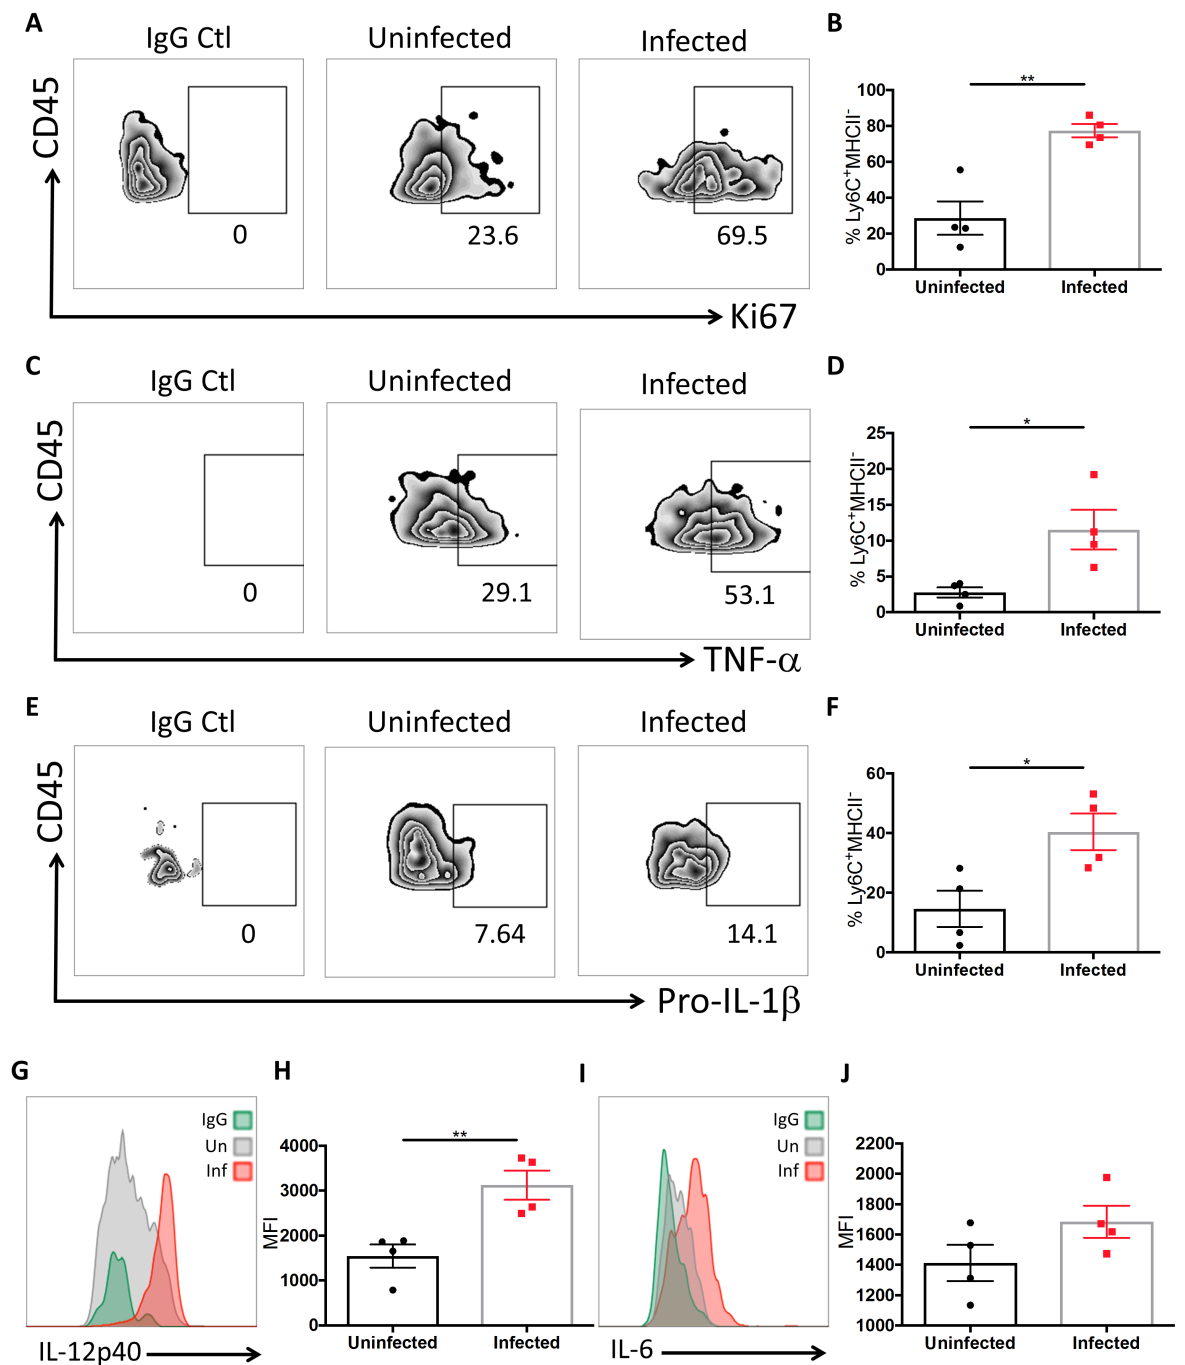 A
IgG Ctl
Uninfected
Infected
CD45
0
23.6
69.5
Ki67
B
**
% Ly6C+MHCII-
100
80
60
40
20
0
Uninfected
Infected
C
IgG Ctl
Uninfected
Infected
CD45
0
29.1
53.1
TNF-α
D
*
% Ly6C+MHCII-
25
20
15
10
5
0
Uninfected
Infected
E
IgG Ctl
Uninfected
Infected
CD45
0
7.64
14.1
Pro-IL-1β
F
*
% Ly6C+MHCII-
60
40
20
0
Uninfected
Infected
G
IgG
Un
Inf
IL-12p40
H
**
MFI
4000
3000
2000
1000
0
Uninfected
Infected
I
IgG
Un
Inf
IL-6
J
MFI
2200
2000
1800
1600
1400
1200
1000
Uninfected
Infected